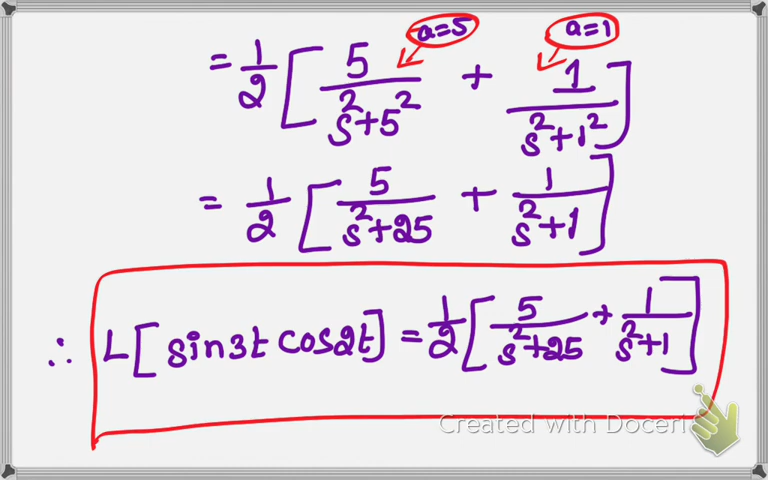 a=5 a=1
= 1/2 [ 5/(s²+5²) + 1/(s²+1²) ]
= 1/2 [ 5/(s²+25) + 1/(s²+1) ]
∴ L[ sin3t cos2t ] = 1/2 [ 5/(s²+25) + 1/(s²+1) ]
Created with Doceri